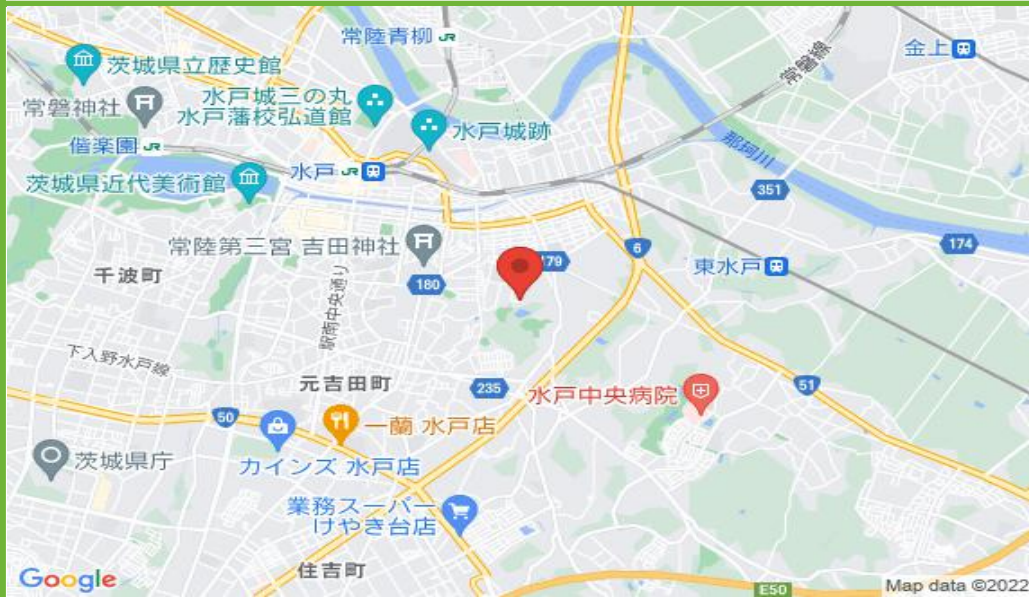 常陸青柳
金上
茨城県立歴史館
常磐神社
水戸城三の丸
水戸藩校弘道館
水戸城跡
偕楽園
水戸
那珂川
茨城県近代美術館
351
常陸第三宮 吉田神社
6
174
179
東水戸
千波町
180
駅南中央通り
下入野水戸線
元吉田町
235
水戸中央病院
51
50
一蘭 水戸店
茨城県庁
カインズ 水戸店
業務スーパー
けやき台店
住吉町
Google
E50
Map data ©2022